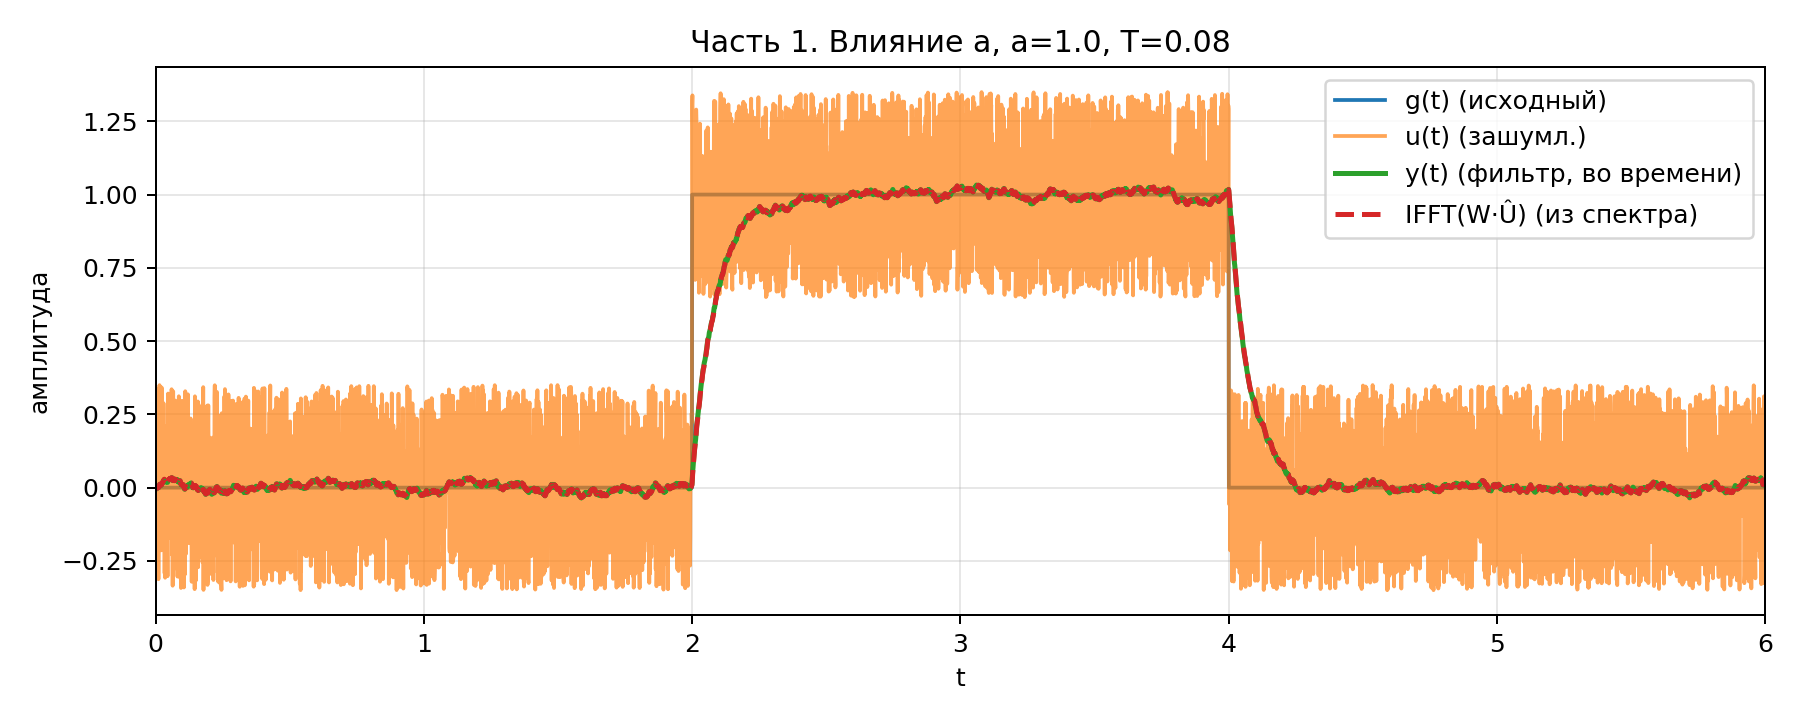 Часть 1. Влияние a, a=1.0, T=0.08
g(t) (исходный)
u(t) (зашумл.)
y(t) (фильтр, во времени)
IFFT(W·Û) (из спектра)
амплитуда
1.25
1.00
0.75
0.50
0.25
0.00
−0.25
0 1 2 3 4 5 6
t